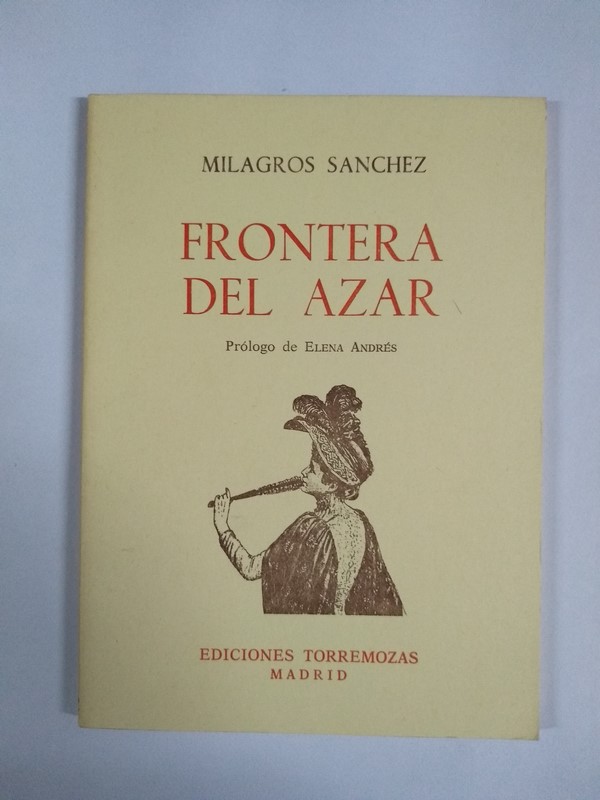 MILAGROS SANCHEZ
FRONTERA
DEL AZAR
Prólogo de ELENA ANDRÉS
EDICIONES TORREMOZAS
MADRID